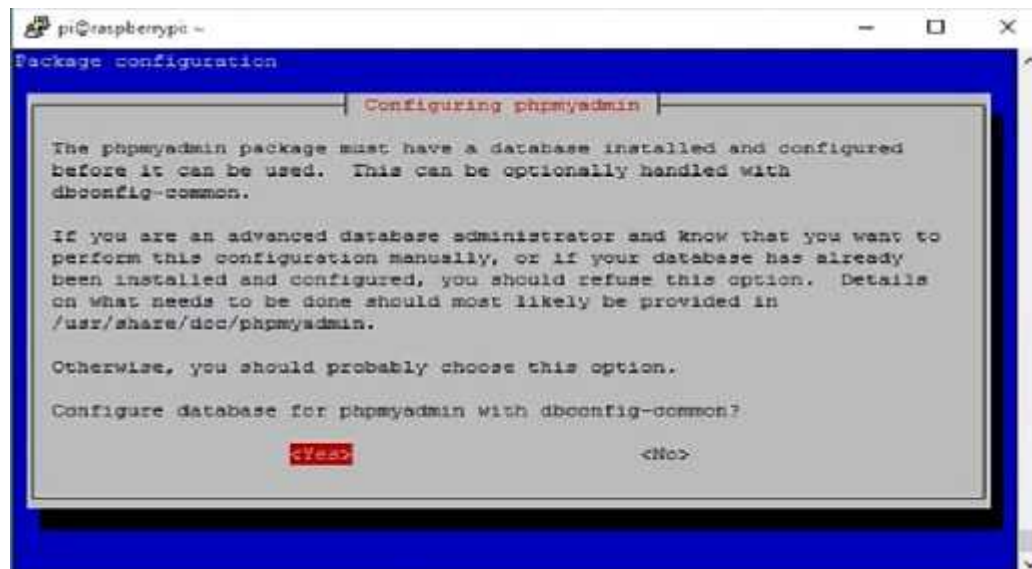 pi@raspberrypi: ~
Package configuration
Configuring phpmyadmin
The phpmyadmin package must have a database installed and configured
before it can be used.  This can be optionally handled with
dbconfig-common.
If you are an advanced database administrator and know that you want to
perform this configuration manually, or if your database has already
been installed and configured, you should refuse this option.  Details
on what needs to be done should most likely be provided in
/usr/share/doc/phpmyadmin.
Otherwise, you should probably choose this option.
Configure database for phpmyadmin with dbconfig-common?
<Yes> <No>